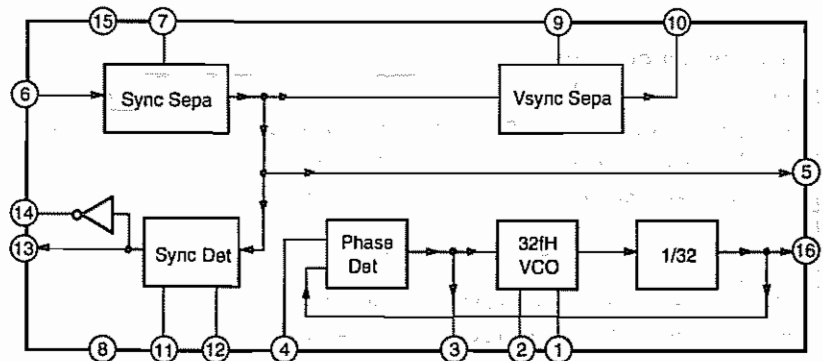 15 7 9 10
6 Sync Sepa Vsync Sepa
5
14
13 Sync Det Phase Det 32fH VCO 1/32 16
8 11 12 4 3 2 1